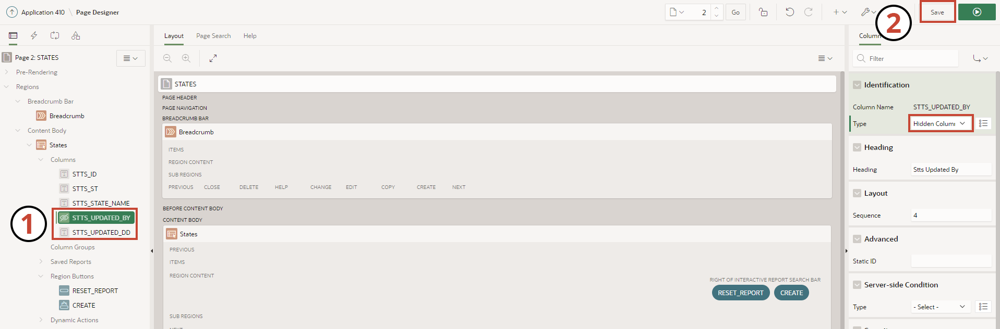 Application 410 \ Page Designer
2
Go
Save
2
Layout
Page Search
Help
Column
Page 2: STATES
Pre-Rendering
Regions
Breadcrumb Bar
Breadcrumb
Content Body
States
Columns
STTS_ID
STTS_ST
STTS_STATE_NAME
STTS_UPDATED_BY
STTS_UPDATED_DD
1
Column Groups
Saved Reports
Region Buttons
RESET_REPORT
CREATE
Dynamic Actions
STATES
PAGE HEADER
PAGE NAVIGATION
BREADCRUMB BAR
Breadcrumb
ITEMS
REGION CONTENT
SUB REGIONS
PREVIOUS CLOSE DELETE HELP CHANGE EDIT COPY CREATE NEXT
BEFORE CONTENT BODY
CONTENT BODY
States
PREVIOUS
ITEMS
REGION CONTENT
RIGHT OF INTERACTIVE REPORT SEARCH BAR
RESET_REPORT CREATE
SUB REGIONS
NEXT
Filter
Identification
Column Name STTS_UPDATED_BY
Type Hidden Colum
Heading
Heading Stts Updated By
Layout
Sequence 4
Advanced
Static ID
Server-side Condition
Type - Select -